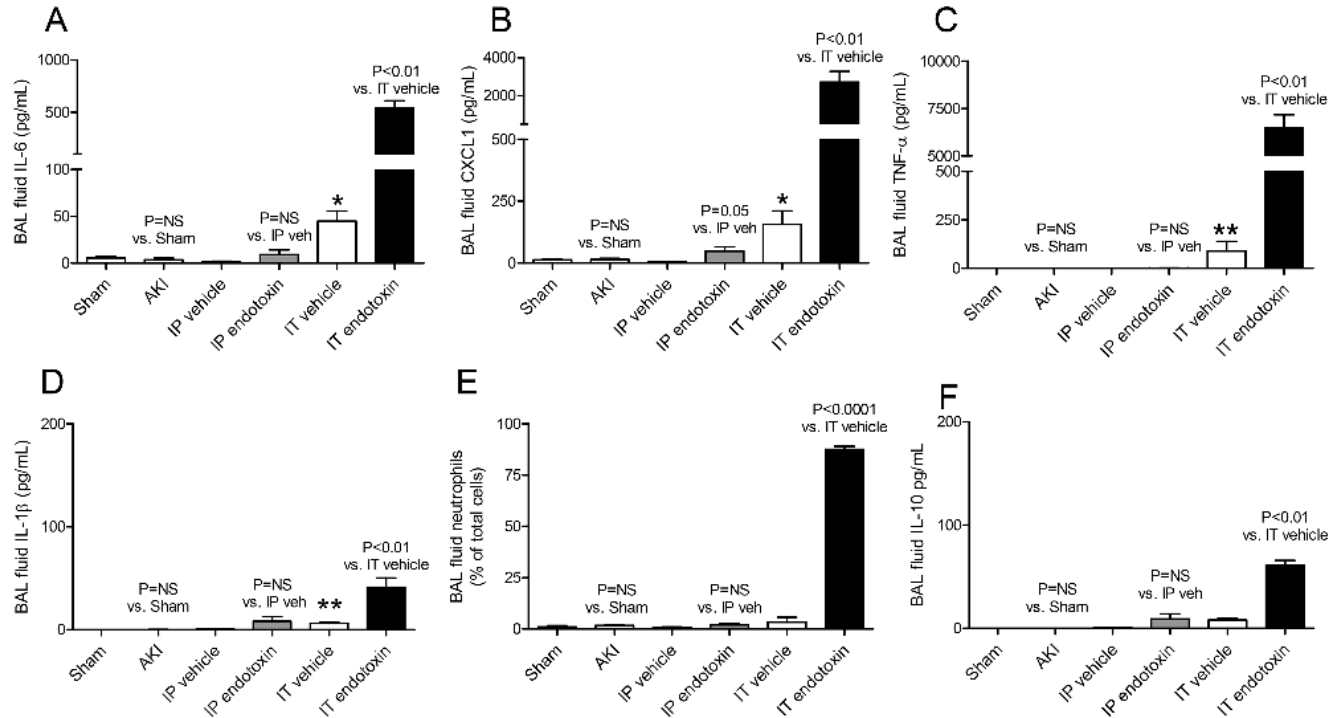 A
BAL fluid IL-6 (pg/mL)
1000
500
100
50
0
P=NS
vs. Sham
P=NS
vs. IP veh
*
P<0.01
vs. IT vehicle
Sham
AKI
IP vehicle
IP endotoxin
IT vehicle
IT endotoxin
B
BAL fluid CXCL1 (pg/mL)
4000
2000
500
250
0
P=NS
vs. Sham
P=0.05
vs. IP veh
*
P<0.01
vs. IT vehicle
Sham
AKI
IP vehicle
IP endotoxin
IT vehicle
IT endotoxin
C
BAL fluid TNF-α (pg/mL)
10000
7500
5000
500
250
0
P=NS
vs. Sham
P=NS
vs. IP veh
**
P<0.01
vs. IT vehicle
Sham
AKI
IP vehicle
IP endotoxin
IT vehicle
IT endotoxin
D
BAL fluid IL-1β (pg/mL)
200
100
0
P=NS
vs. Sham
P=NS
vs. IP veh
**
P<0.01
vs. IT vehicle
Sham
AKI
IP vehicle
IP endotoxin
IT vehicle
IT endotoxin
E
BAL fluid neutrophils
(% of total cells)
100
75
50
25
0
P=NS
vs. Sham
P=NS
vs. IP veh
P<0.0001
vs. IT vehicle
Sham
AKI
IP vehicle
IP endotoxin
IT vehicle
IT endotoxin
F
BAL fluid IL-10 pg/mL
200
100
0
P=NS
vs. Sham
P=NS
vs. IP veh
P<0.01
vs. IT vehicle
Sham
AKI
IP vehicle
IP endotoxin
IT vehicle
IT endotoxin